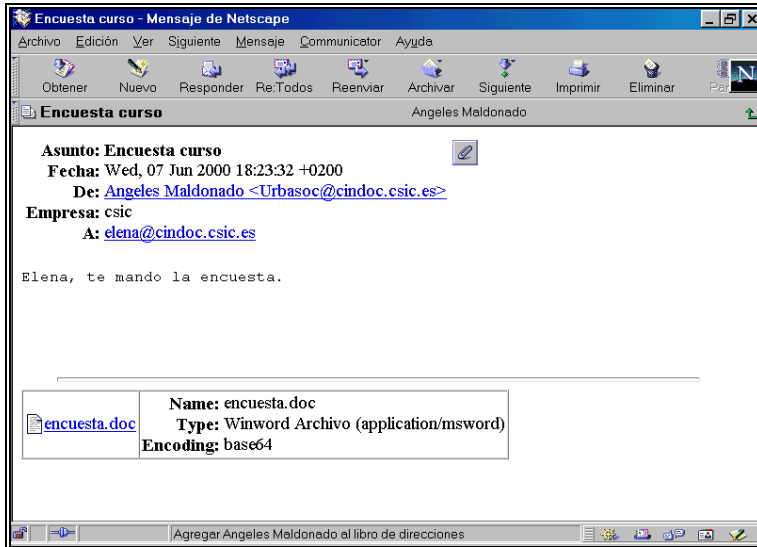 Encuesta curso - Mensaje de Netscape
Archivo Edición Ver Siguiente Mensaje Communicator Ayuda
Obtener Nuevo Responder Re:Todos Reenviar Archivar Siguiente Imprimir Eliminar N
Encuesta curso Angeles Maldonado
Asunto: Encuesta curso
Fecha: Wed, 07 Jun 2000 18:23:32 +0200
De: Angeles Maldonado <Urbasoc@cindoc.csic.es>
Empresa: csic
A: elena@cindoc.csic.es
Elena, te mando la encuesta.
encuesta.doc
Name: encuesta.doc
Type: Winword Archivo (application/msword)
Encoding: base64
Agregar Angeles Maldonado al libro de direcciones